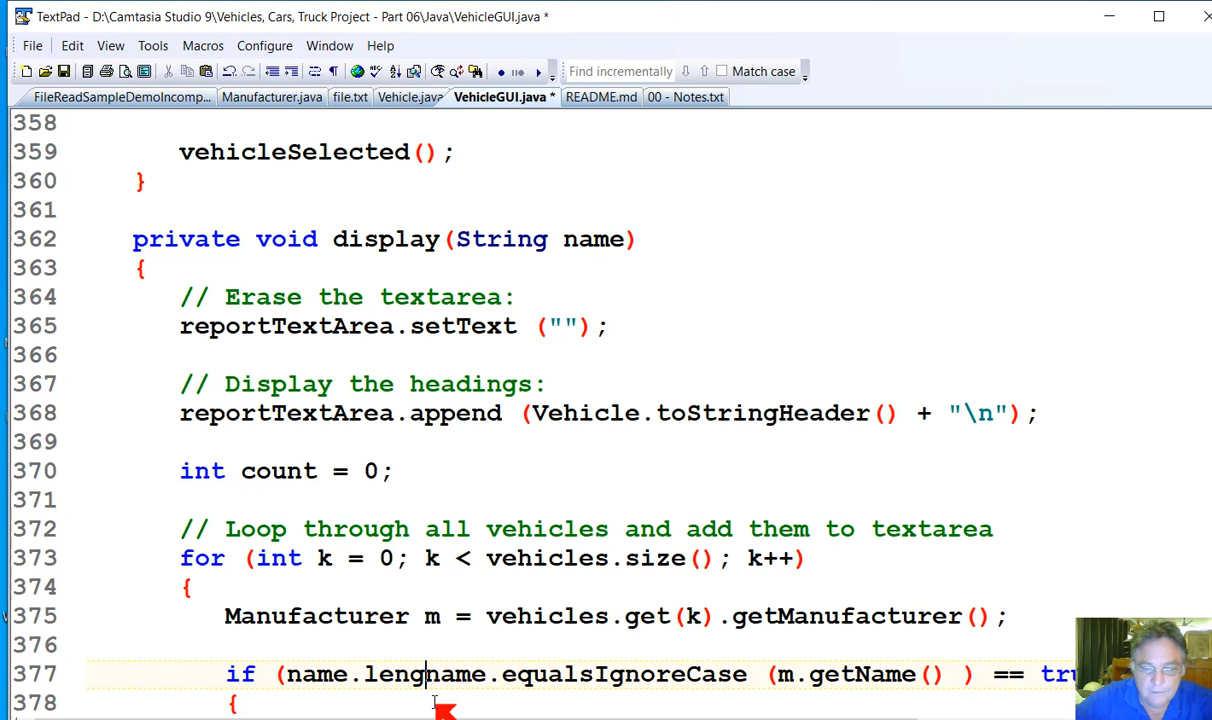 TextPad - D:\Camtasia Studio 9\Vehicles, Cars, Truck Project - Part 06\Java\VehicleGUI.java *
File Edit View Tools Macros Configure Window Help
Find incrementally Match case
FileReadSampleDemoIncomp... Manufacturer.java file.txt Vehicle.java VehicleGUI.java * README.md 00 - Notes.txt
358
359 vehicleSelected();
360 }
361
362 private void display(String name)
363 {
364 // Erase the textarea:
365 reportTextArea.setText ("");
366
367 // Display the headings:
368 reportTextArea.append (Vehicle.toStringHeader() + "\n");
369
370 int count = 0;
371
372 // Loop through all vehicles and add them to textarea
373 for (int k = 0; k < vehicles.size(); k++)
374 {
375 Manufacturer m = vehicles.get(k).getManufacturer();
376
377 if (name.lengname.equalsIgnoreCase (m.getName() ) == tru
378 {